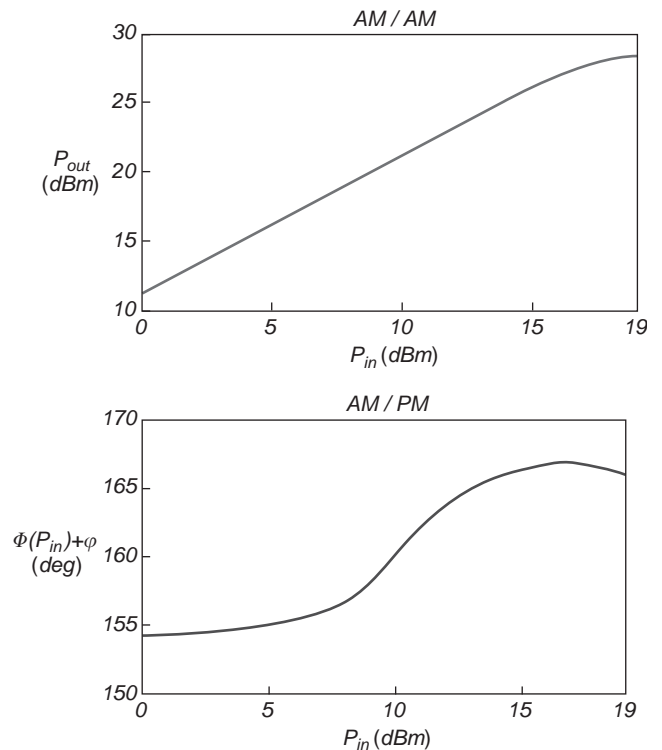 AM / AM
30
25
20
15
10
P_out
(dBm)
0 5 10 15 19
P_in (dBm)
AM / PM
170
165
160
155
150
Φ(P_in)+φ
(deg)
0 5 10 15 19
P_in (dBm)